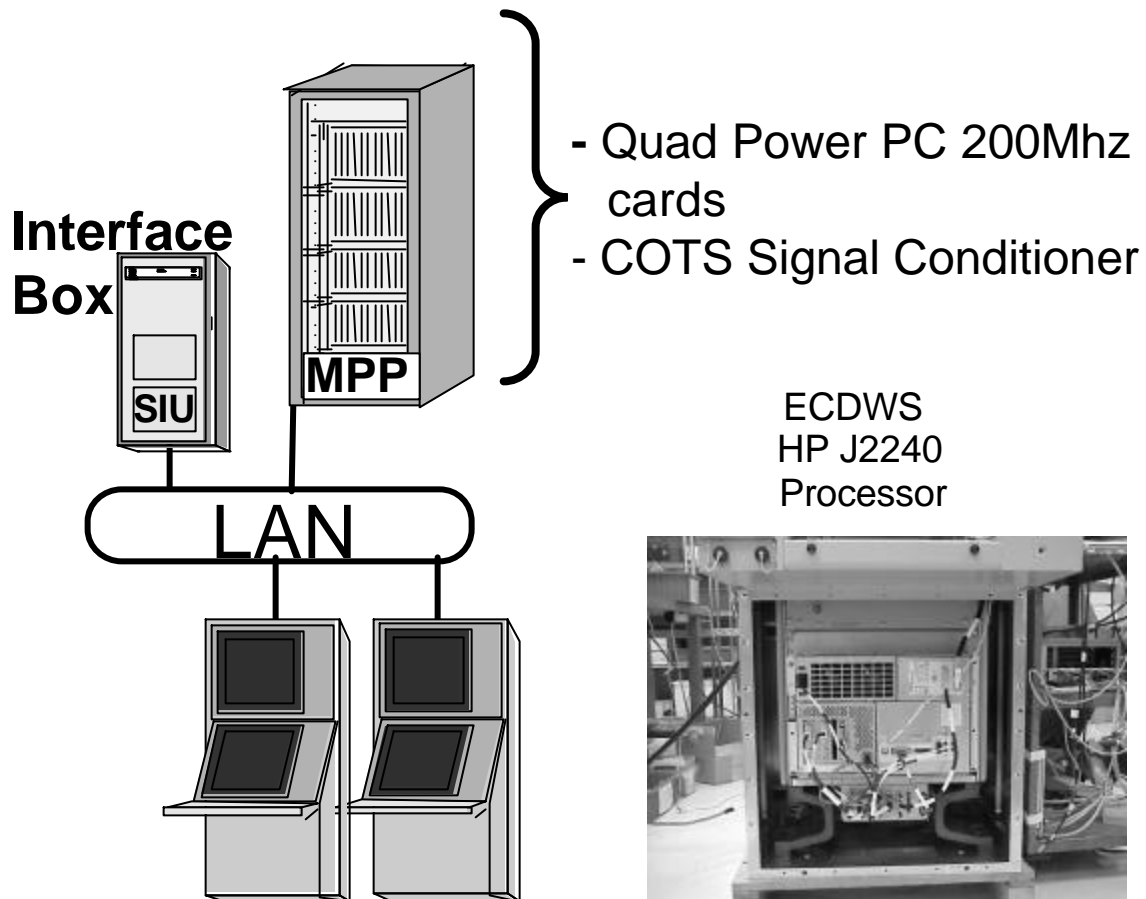 - Quad Power PC 200Mhz
cards
- COTS Signal Conditioner
Interface
Box
MPP
SIU
LAN
ECDWS
HP J2240
Processor